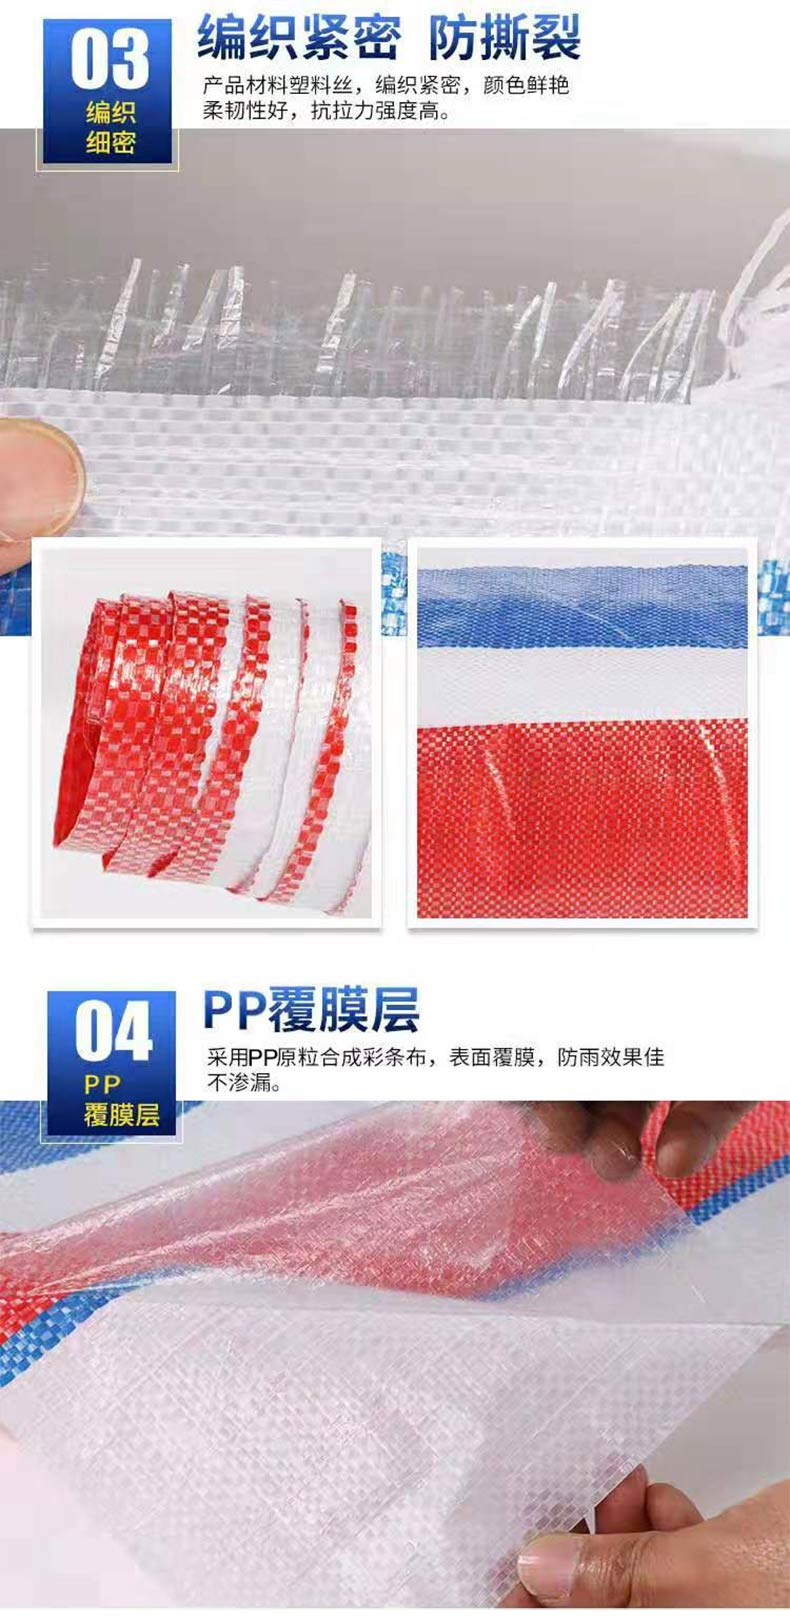 03
编织
细密
编织紧密 防撕裂
产品材料塑料丝，编织紧密，颜色鲜艳
柔韧性好，抗拉力强度高。
04
PP
覆膜层
PP覆膜层
采用PP原粒合成彩条布，表面覆膜，防雨效果佳
不渗漏。